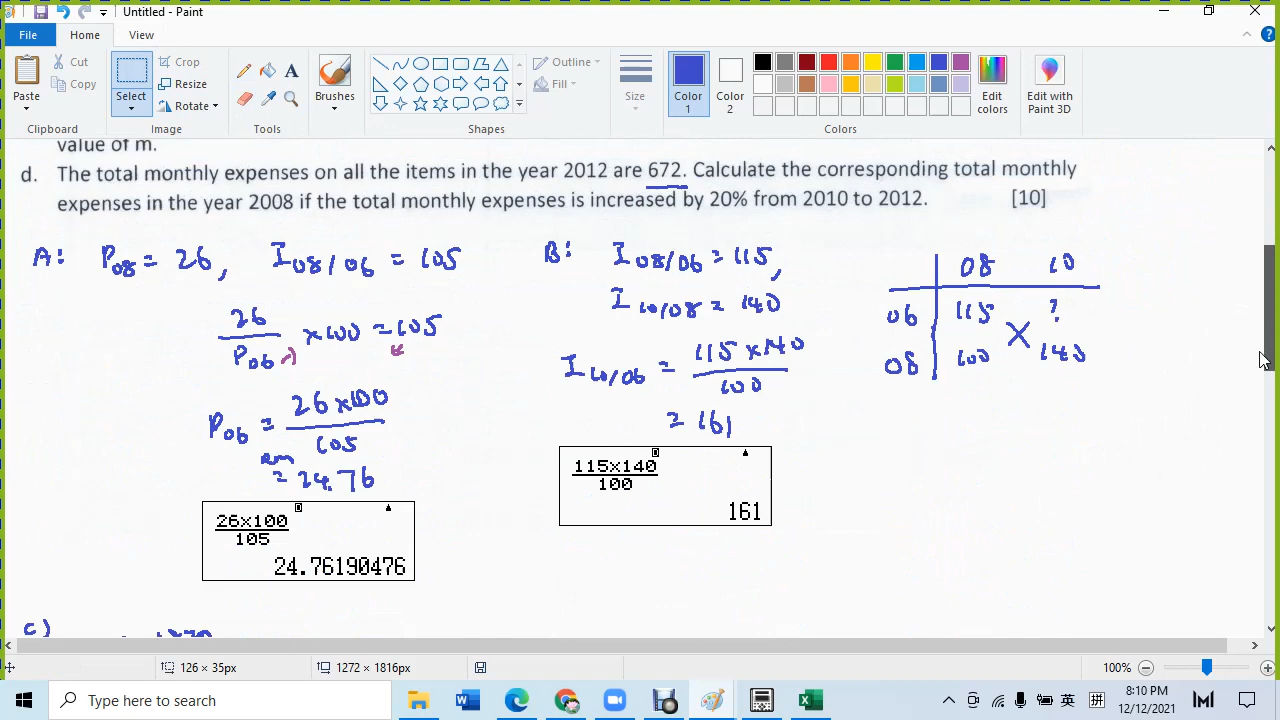 Untitled - Paint
File
Home
View
Paste
Cut
Copy
Clipboard
Select
Crop
Resize
Rotate
Image
A
Tools
Brushes
Outline
Fill
Shapes
Size
Color 1
Color 2
Edit colors
Colors
Edit with Paint 3D
value of m.
d. The total monthly expenses on all the items in the year 2012 are 672. Calculate the corresponding total monthly
expenses in the year 2008 if the total monthly expenses is increased by 20% from 2010 to 2012. [10]
A: P08 = 26, I08/06 = 105
26/P06 x100 = 105
P06 = 26 x100/105
= 24.76
26x100/105
24.76190476
B: I08/06 = 115,
I10/08 = 140
I10/06 = 115 x 140/100
= 161
115x140/100
161
08 10
06 115 ?
08 100 140
c)
126 × 35px
1272 × 1816px
100%
Type here to search
英
拼
8:10 PM
12/12/2021